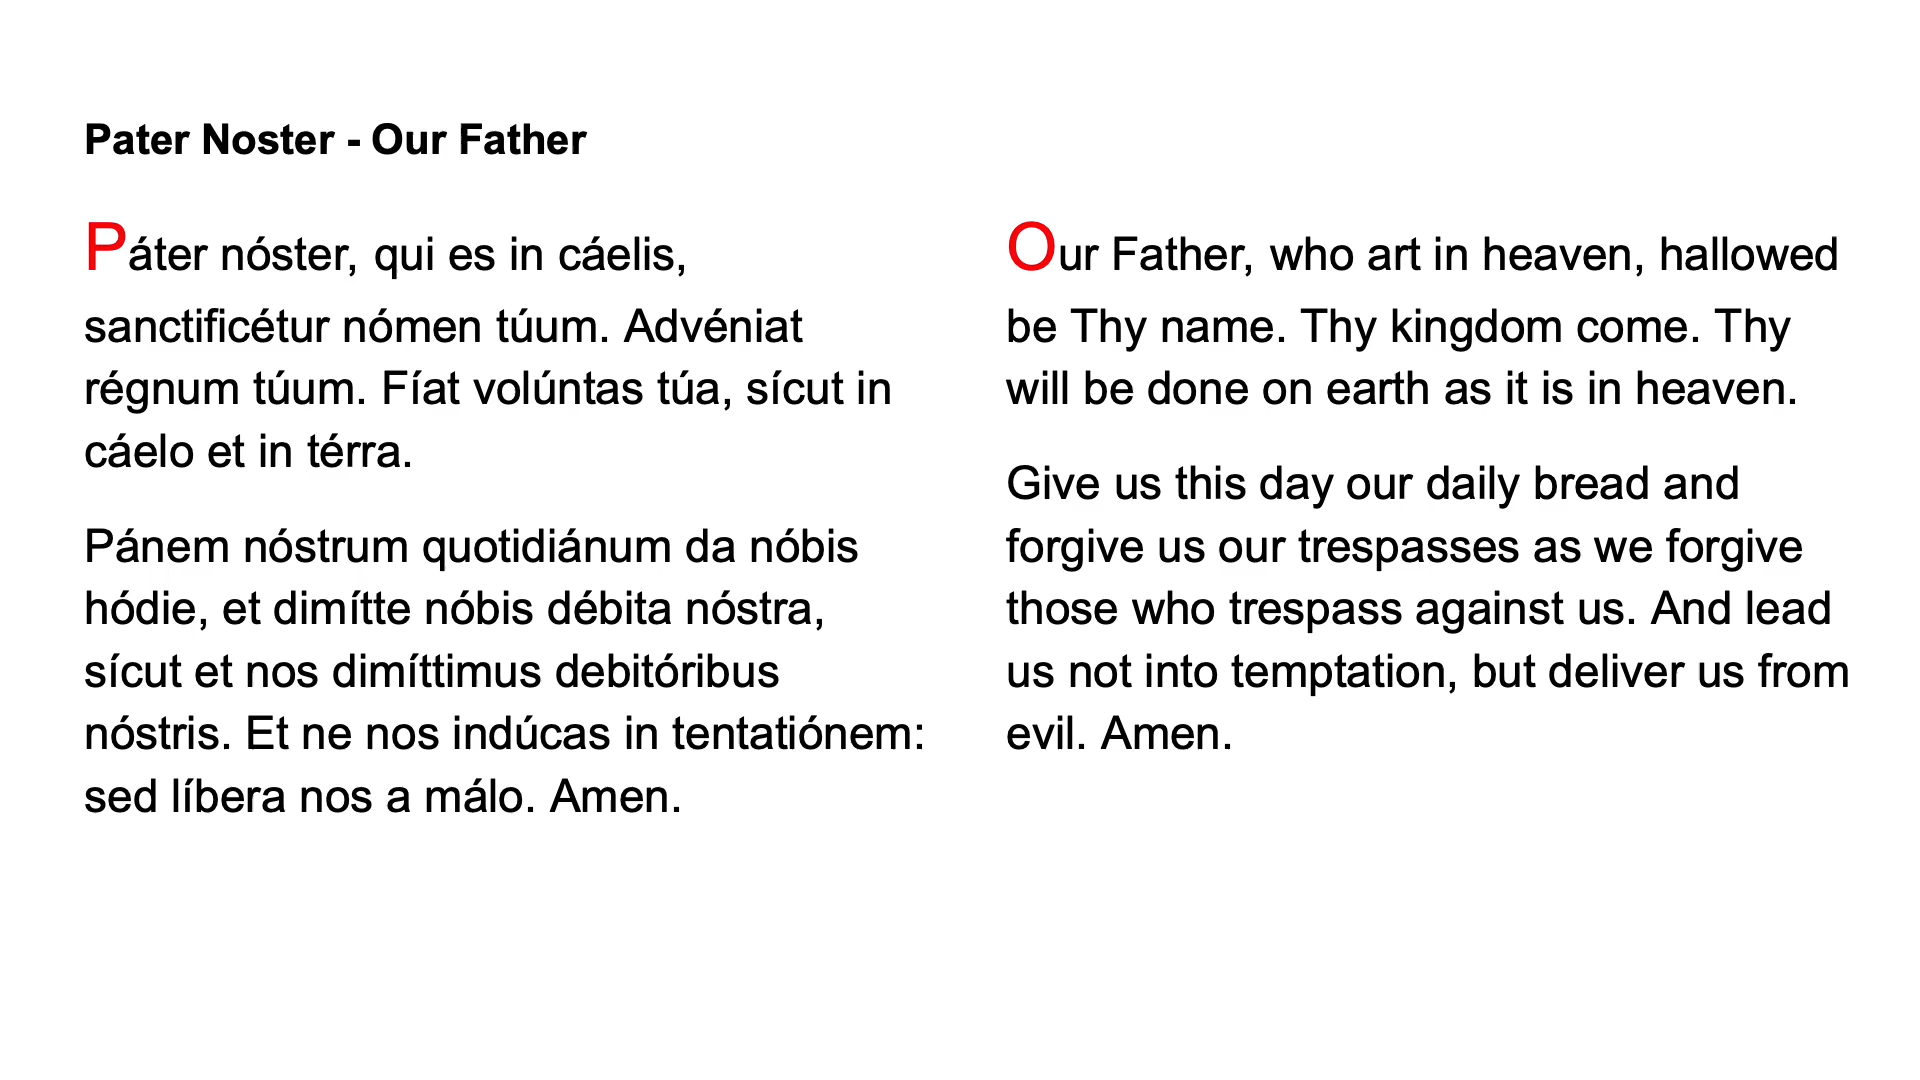 Pater Noster - Our Father
Páter nóster, qui es in cáelis,
sanctificétur nómen túum. Advéniat
régnum túum. Fíat volúntas túa, sícut in
cáelo et in térra.
Pánem nóstrum quotidiánum da nóbis
hódie, et dimítte nóbis débita nóstra,
sícut et nos dimíttimus debitóribus
nóstris. Et ne nos indúcas in tentatiónem:
sed líbera nos a málo. Amen.
Our Father, who art in heaven, hallowed
be Thy name. Thy kingdom come. Thy
will be done on earth as it is in heaven.
Give us this day our daily bread and
forgive us our trespasses as we forgive
those who trespass against us. And lead
us not into temptation, but deliver us from
evil. Amen.